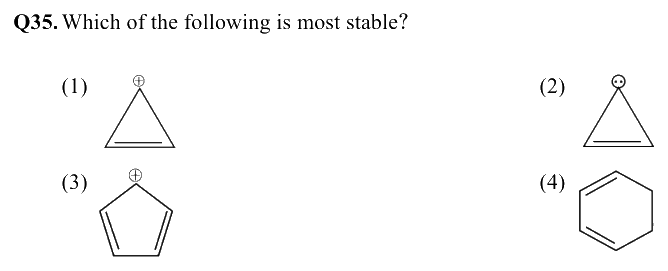 Q35. Which of the following is most stable?
(1) ⊕
(2)
(3) ⊕
(4)